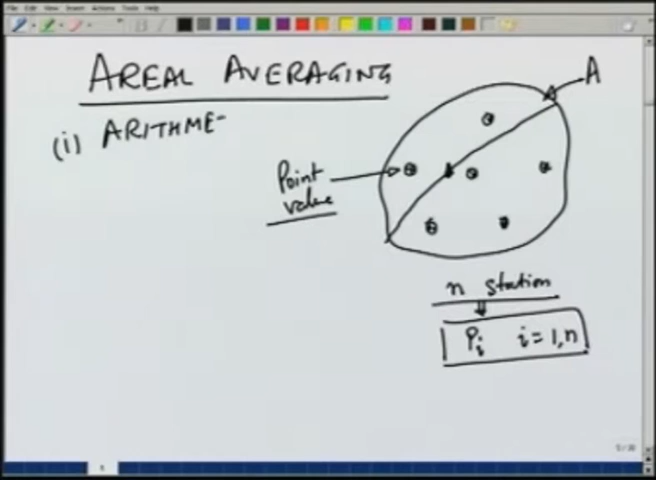 AREAL AVERAGING
(i) ARITHME
A
Point
value
n station
Pi i=1,n